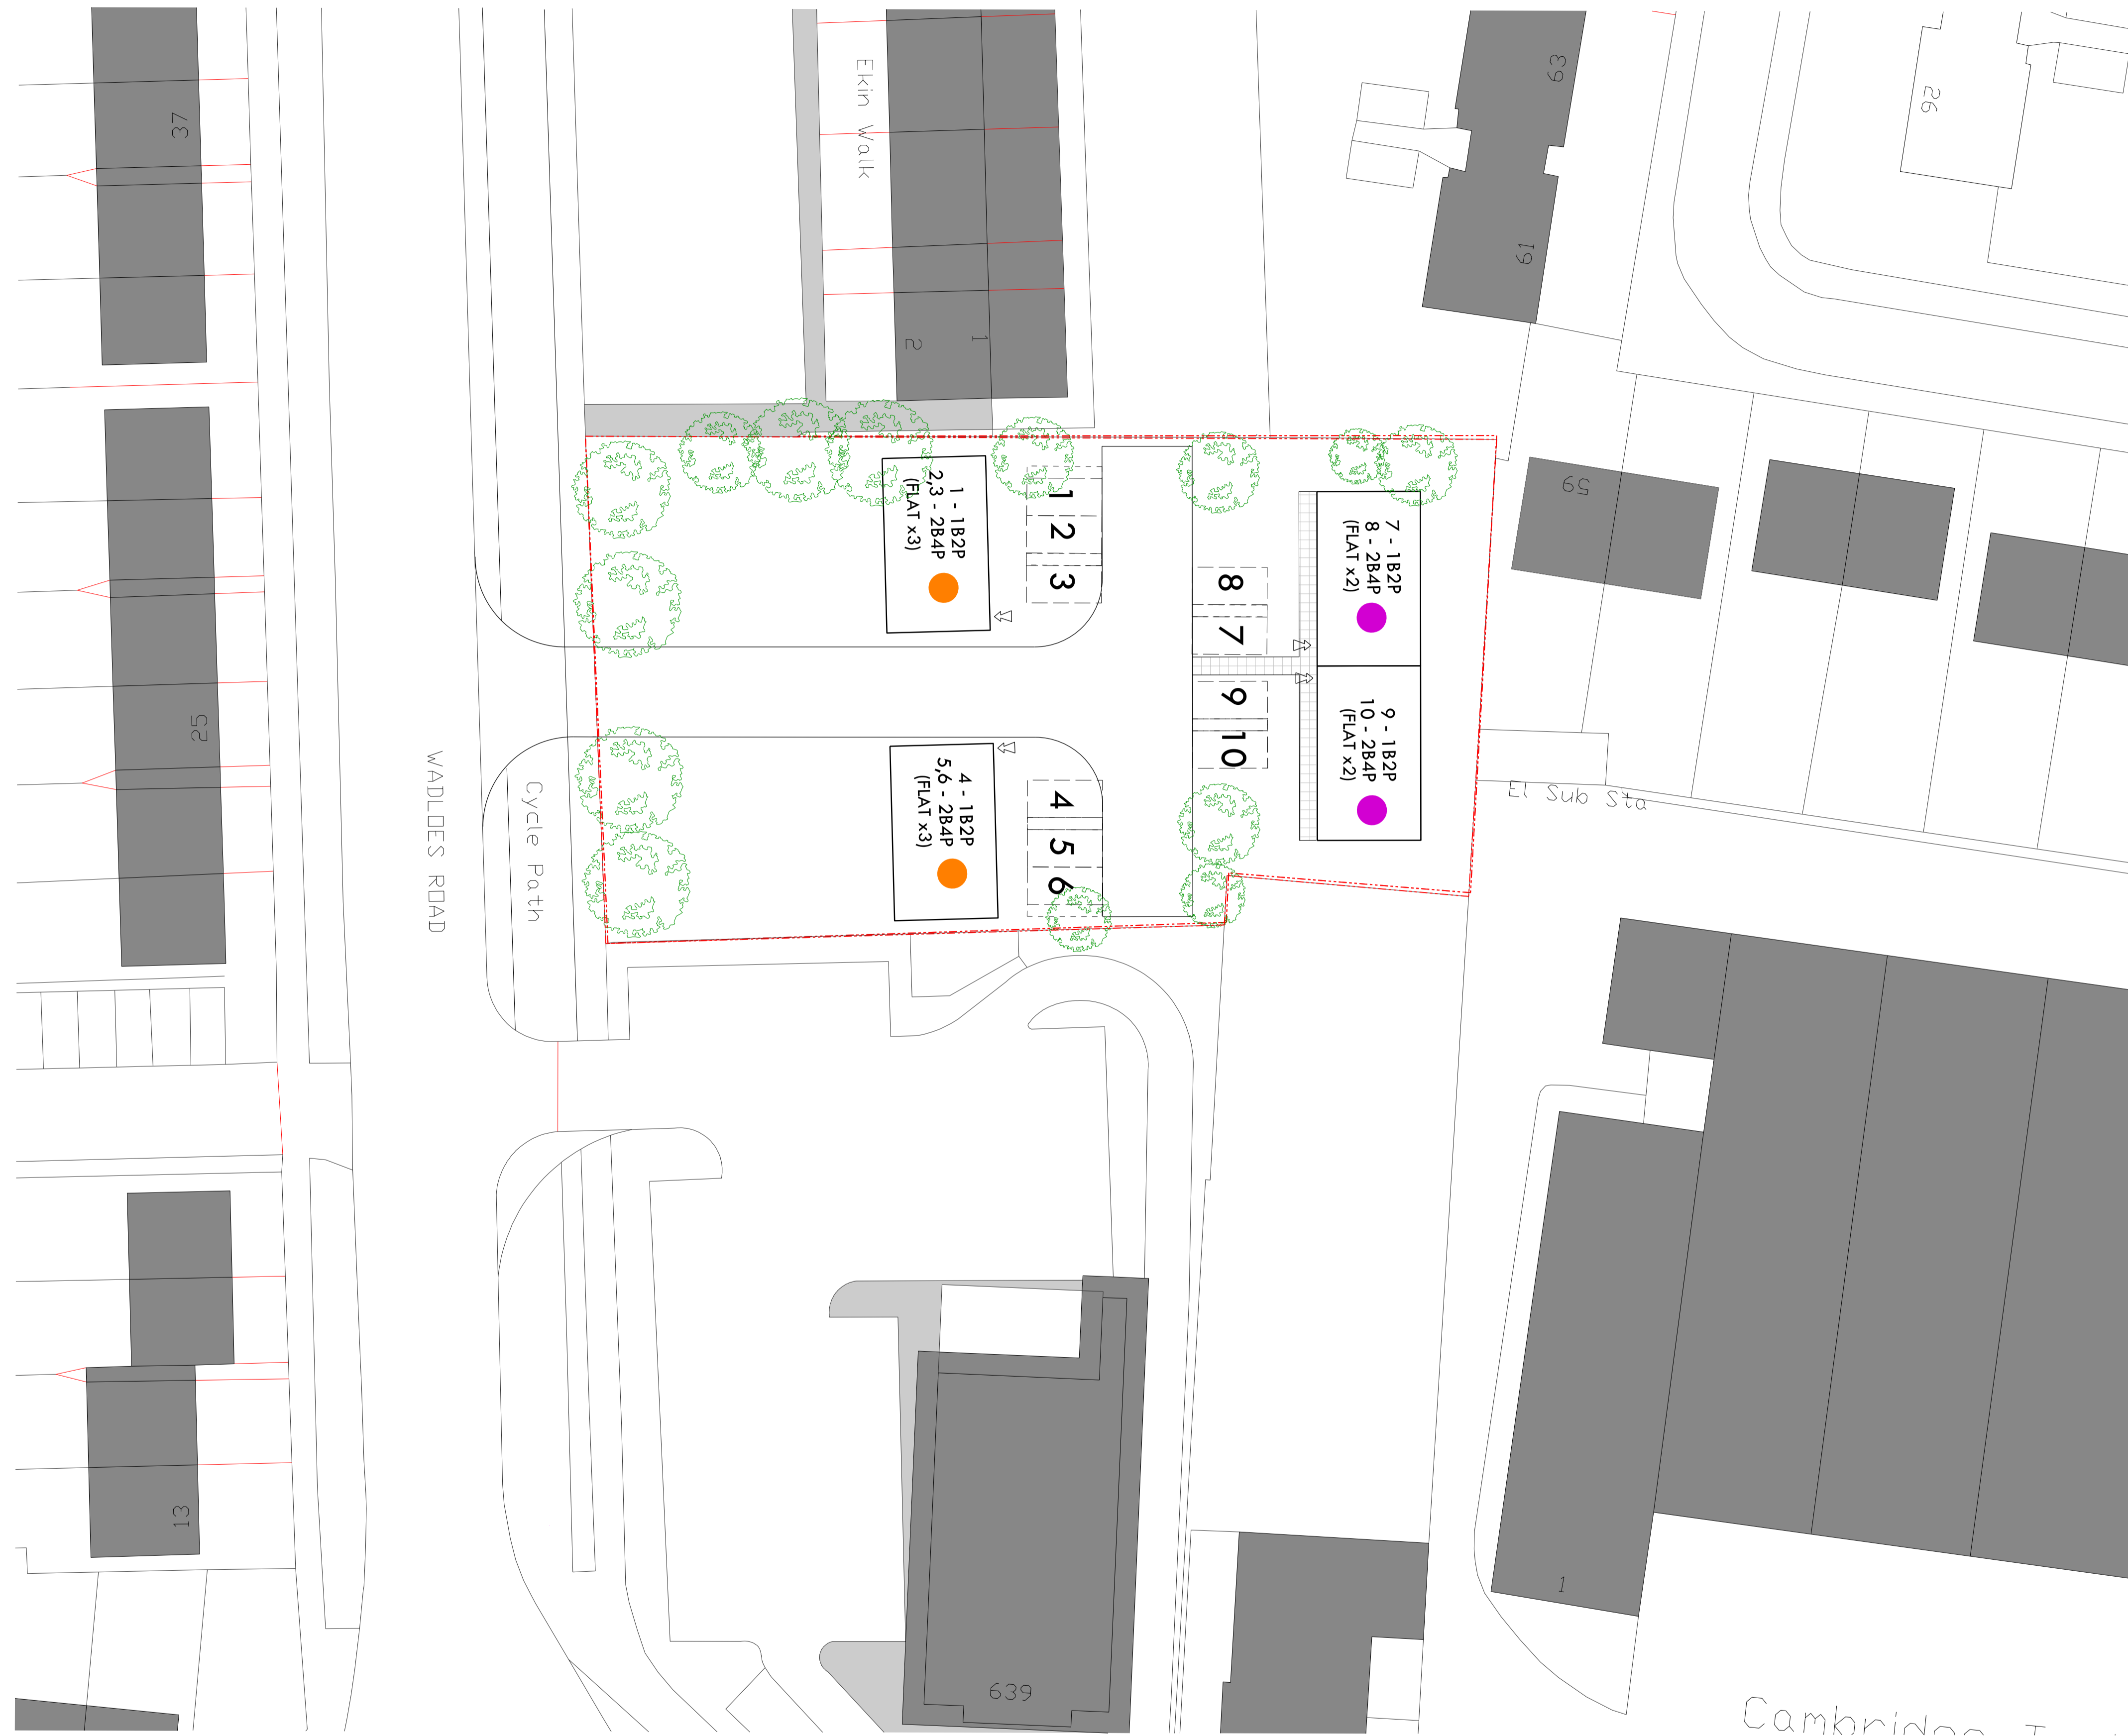 37
Ekin Walk
2
1
63
61
26
59
25
WADLOES ROAD
Cycle Path
1 - 1B2P
2,3 - 2B4P
(FLAT x3)
1
2
3
8
7
9
10
7 - 1B2P
8 - 2B4P
(FLAT x2)
9 - 1B2P
10 - 2B4P
(FLAT x2)
4 - 1B2P
5,6 - 2B4P
(FLAT x3)
4
5
6
El Sub Sta
13
639
1